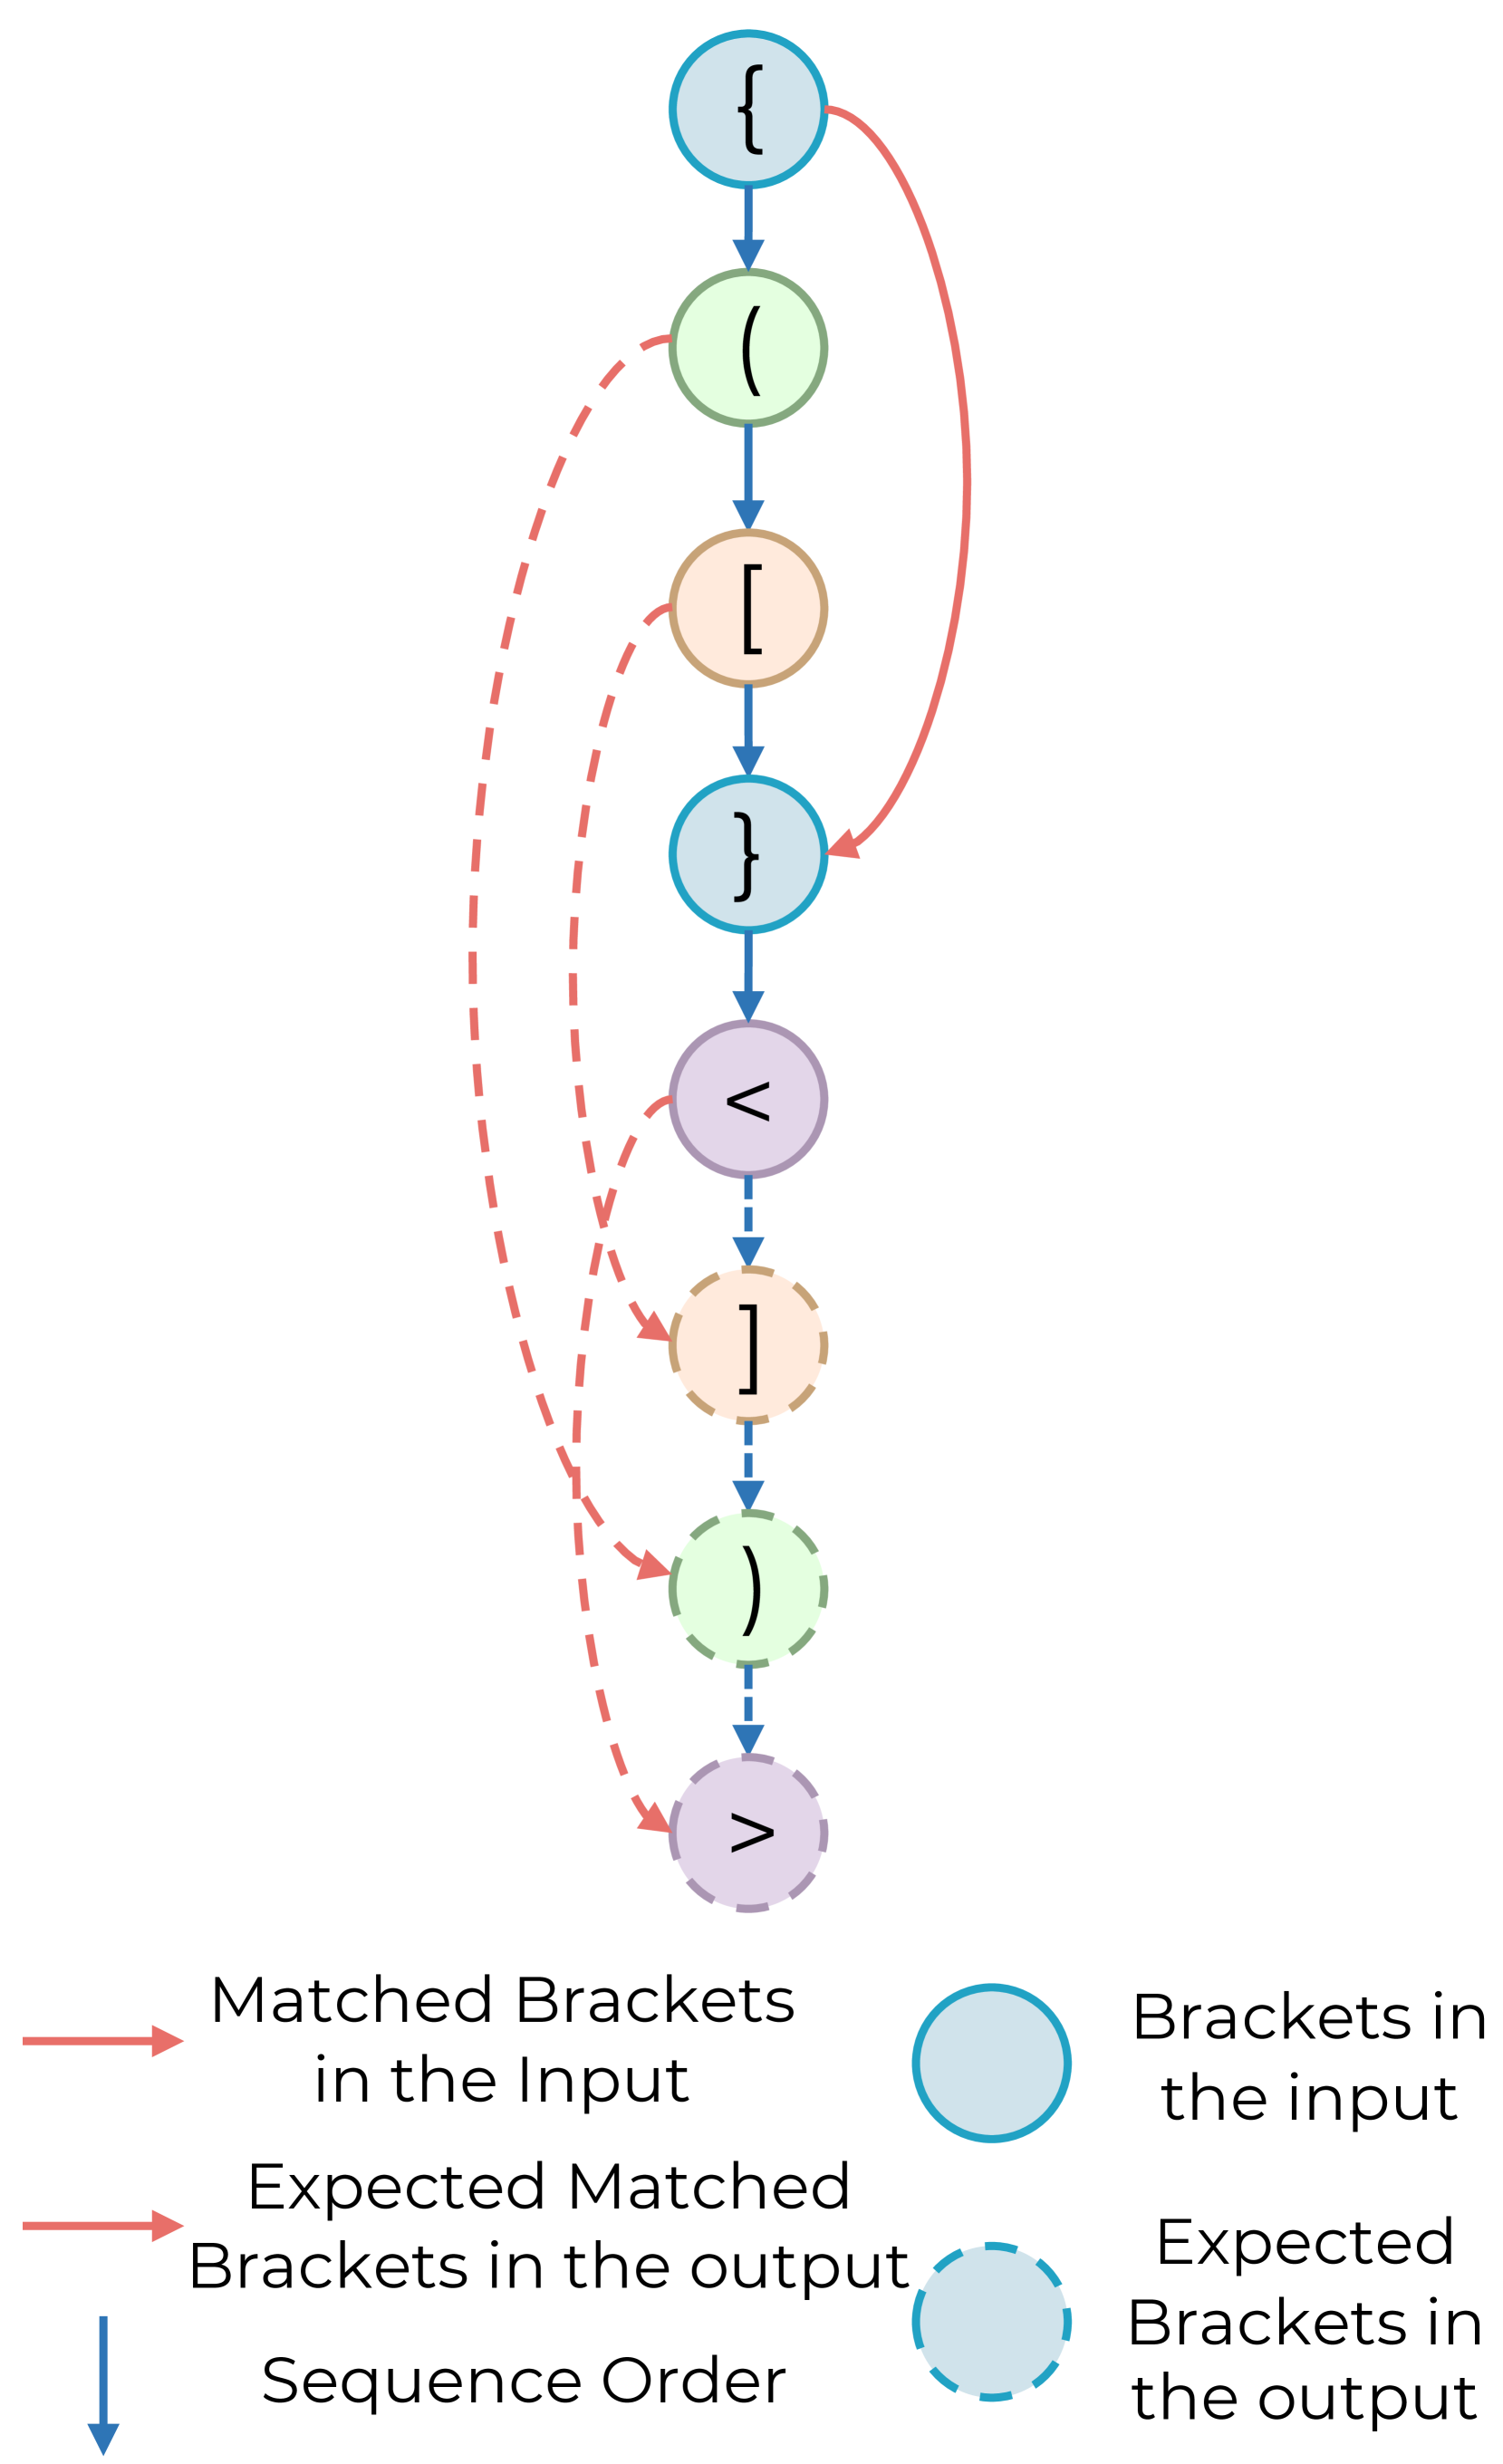 {
(
[
}
<
]
)
>
Matched Brackets
in the Input
Expected Matched
Brackets in the output
Sequence Order
Brackets in
the input
Expected
Brackets in
the output